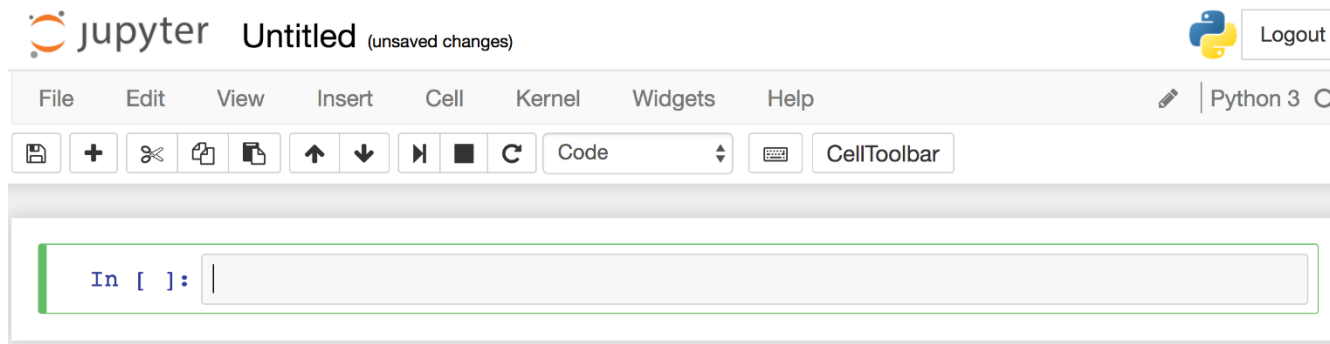 jupyter Untitled (unsaved changes) Logout
File Edit View Insert Cell Kernel Widgets Help Python 3
Code CellToolbar
In [ ]: